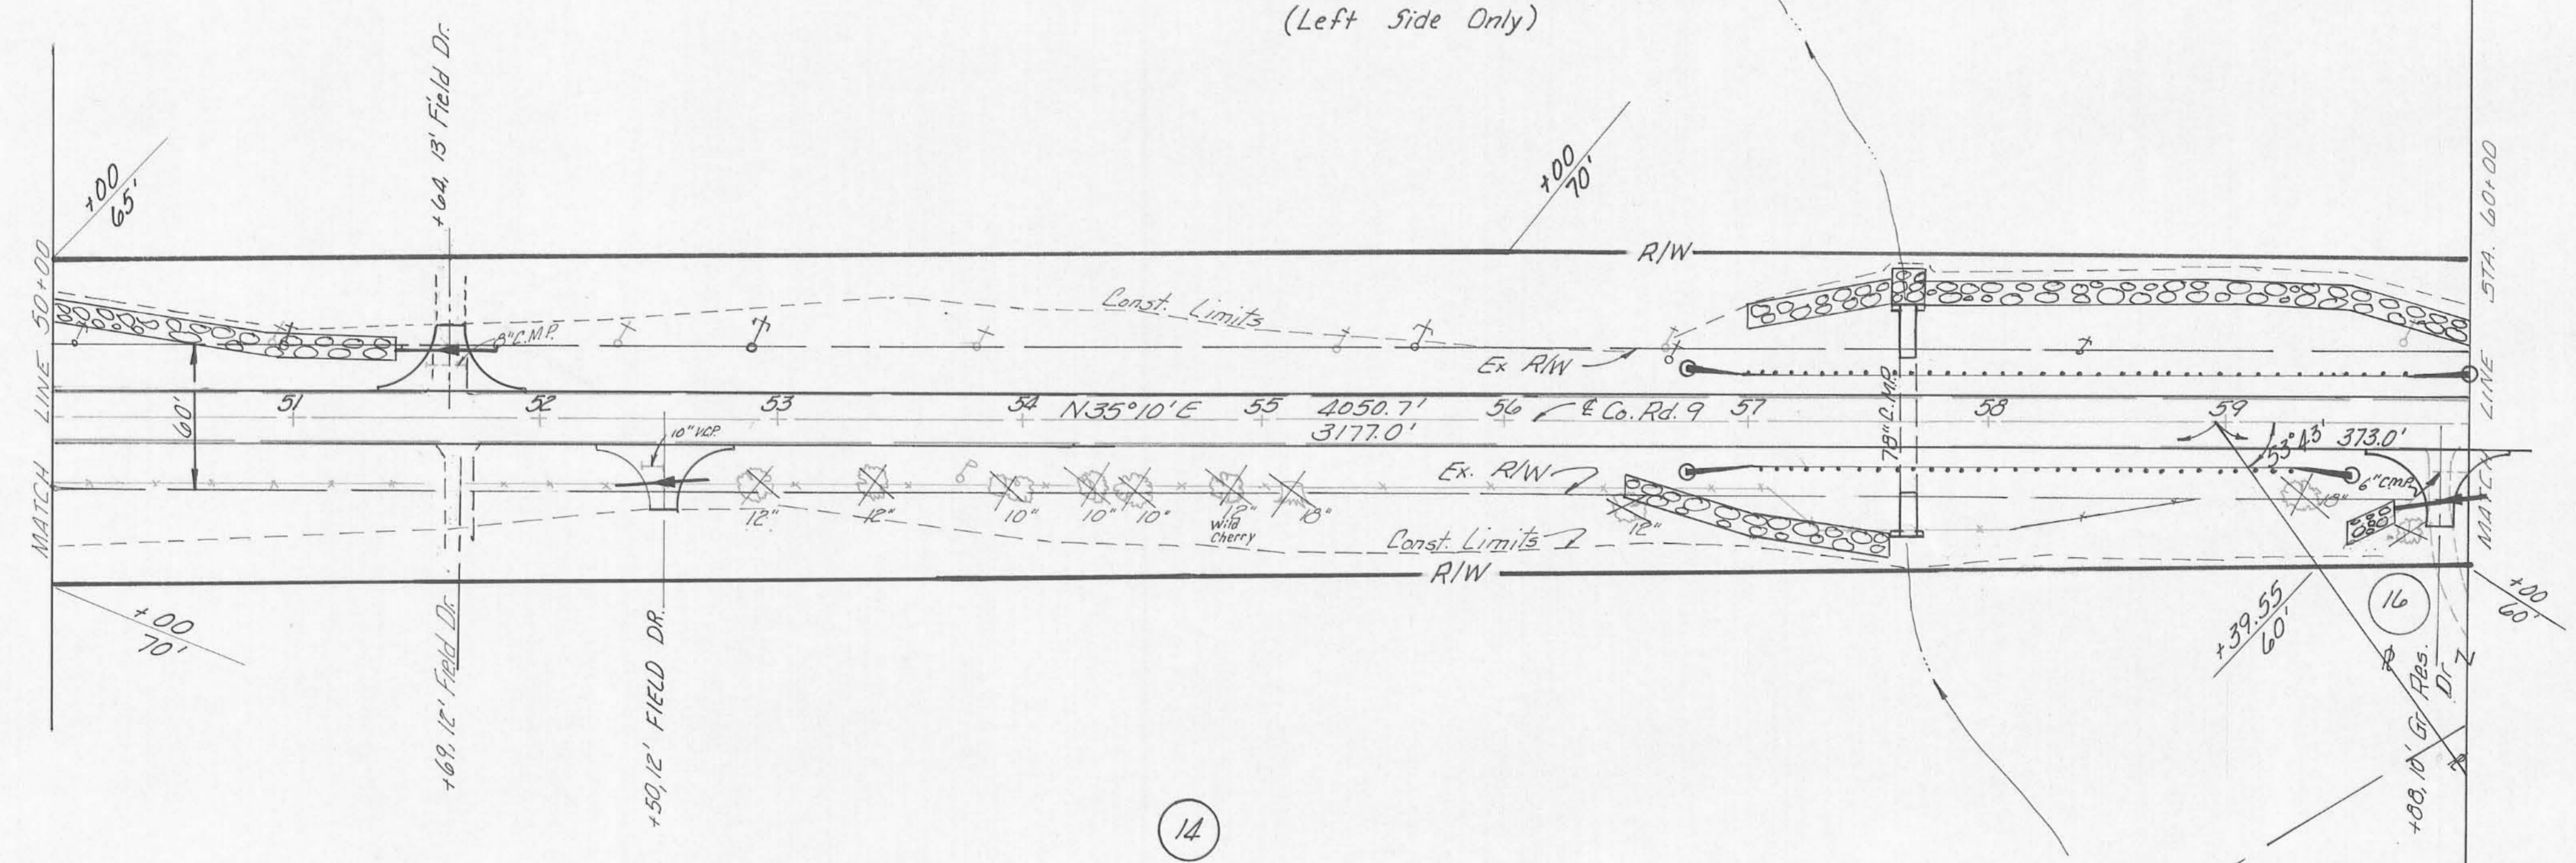 (Left Side Only)
+64, 13' Field Dr.
+00
65'
+00
70'
MATCH LINE 50+00
MATCH LINE STA. 60+00
R/W
Const. Limits
8" C.M.P.
Ex R/W
60'
51
52
53
54
N35°10'E
55
4050.7'
56
℄ Co. Rd. 9
57
58
59
3177.0'
78" C.M.P.
53°43'
373.0'
10" V.C.P.
Ex. R/W
6" C.M.P.
12"
12"
10"
10"
10"
12"
Wild
Cherry
18"
12"
18"
Const. Limits
R/W
+00
70'
+69, 12' Field Dr.
+50, 12' FIELD DR.
+39.55
60'
16
+00
60'
+88, 10' Gr Res.
Dr
14